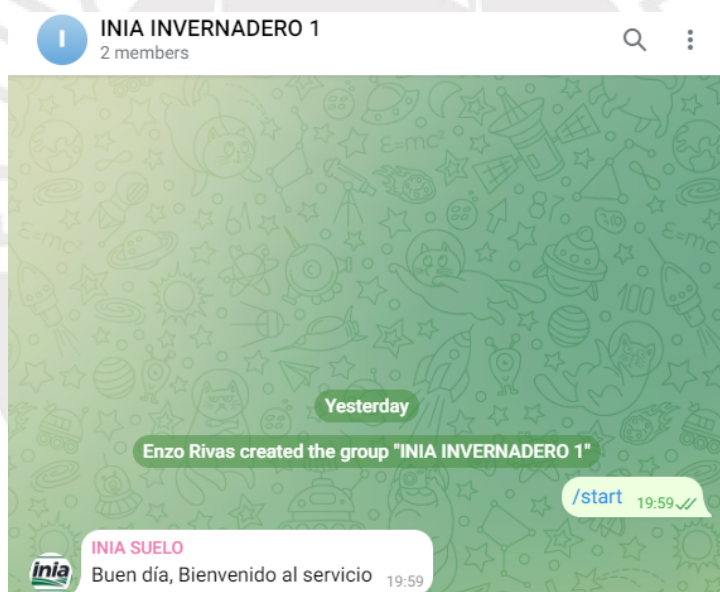 I
INIA INVERNADERO 1
2 members
Yesterday
Enzo Rivas created the group "INIA INVERNADERO 1"
/start 19:59
INIA SUELO
inia
Buen día, Bienvenido al servicio 19:59